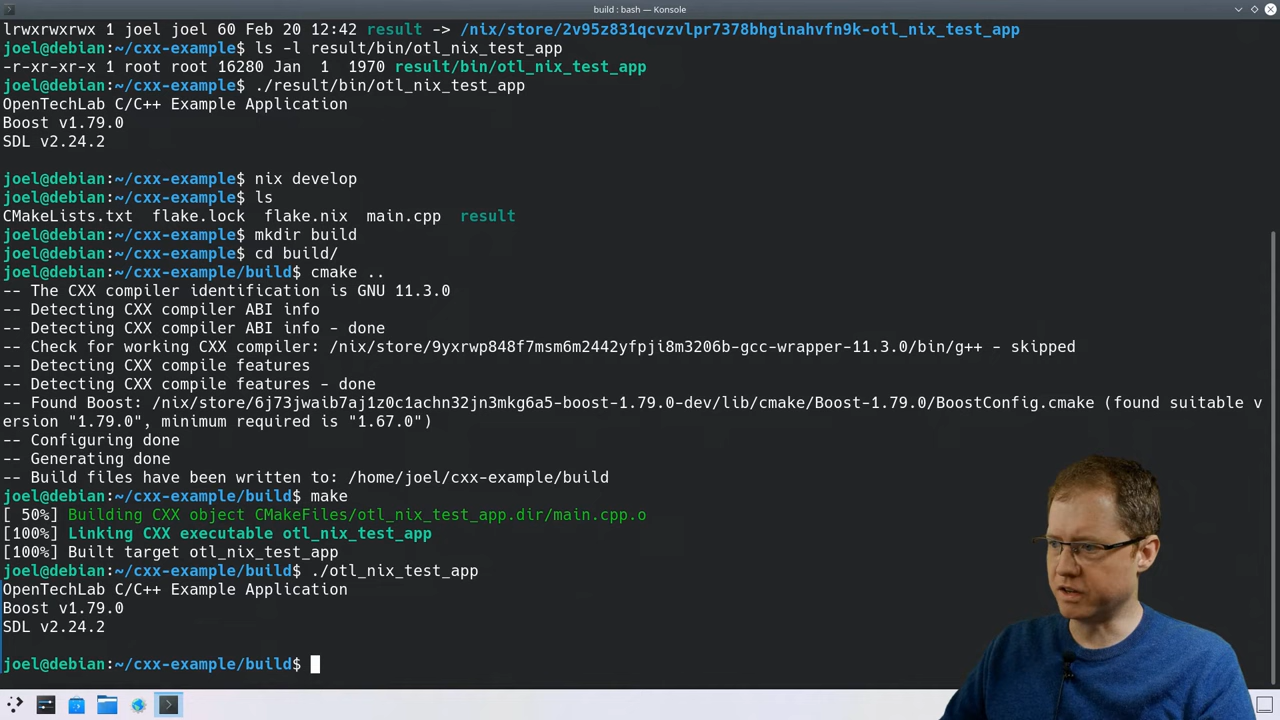 build : bash — Konsole
lrwxrwxrwx 1 joel joel 60 Feb 20 12:42 result -> /nix/store/2v95z831qcvzvlpr7378bhginahvfn9k-otl_nix_test_app
joel@debian:~/cxx-example$ ls -l result/bin/otl_nix_test_app
-r-xr-xr-x 1 root root 16280 Jan  1  1970 result/bin/otl_nix_test_app
joel@debian:~/cxx-example$ ./result/bin/otl_nix_test_app
OpenTechLab C/C++ Example Application
Boost v1.79.0
SDL v2.24.2
joel@debian:~/cxx-example$ nix develop
joel@debian:~/cxx-example$ ls
CMakeLists.txt  flake.lock  flake.nix  main.cpp  result
joel@debian:~/cxx-example$ mkdir build
joel@debian:~/cxx-example$ cd build/
joel@debian:~/cxx-example/build$ cmake ..
-- The CXX compiler identification is GNU 11.3.0
-- Detecting CXX compiler ABI info
-- Detecting CXX compiler ABI info - done
-- Check for working CXX compiler: /nix/store/9yxrwp848f7msm6m2442yfpji8m3206b-gcc-wrapper-11.3.0/bin/g++ - skipped
-- Detecting CXX compile features
-- Detecting CXX compile features - done
-- Found Boost: /nix/store/6j73jwaib7aj1z0c1achn32jn3mkg6a5-boost-1.79.0-dev/lib/cmake/Boost-1.79.0/BoostConfig.cmake (found suitable v
ersion "1.79.0", minimum required is "1.67.0")
-- Configuring done
-- Generating done
-- Build files have been written to: /home/joel/cxx-example/build
joel@debian:~/cxx-example/build$ make
[ 50%] Building CXX object CMakeFiles/otl_nix_test_app.dir/main.cpp.o
[100%] Linking CXX executable otl_nix_test_app
[100%] Built target otl_nix_test_app
joel@debian:~/cxx-example/build$ ./otl_nix_test_app
OpenTechLab C/C++ Example Application
Boost v1.79.0
SDL v2.24.2
joel@debian:~/cxx-example/build$